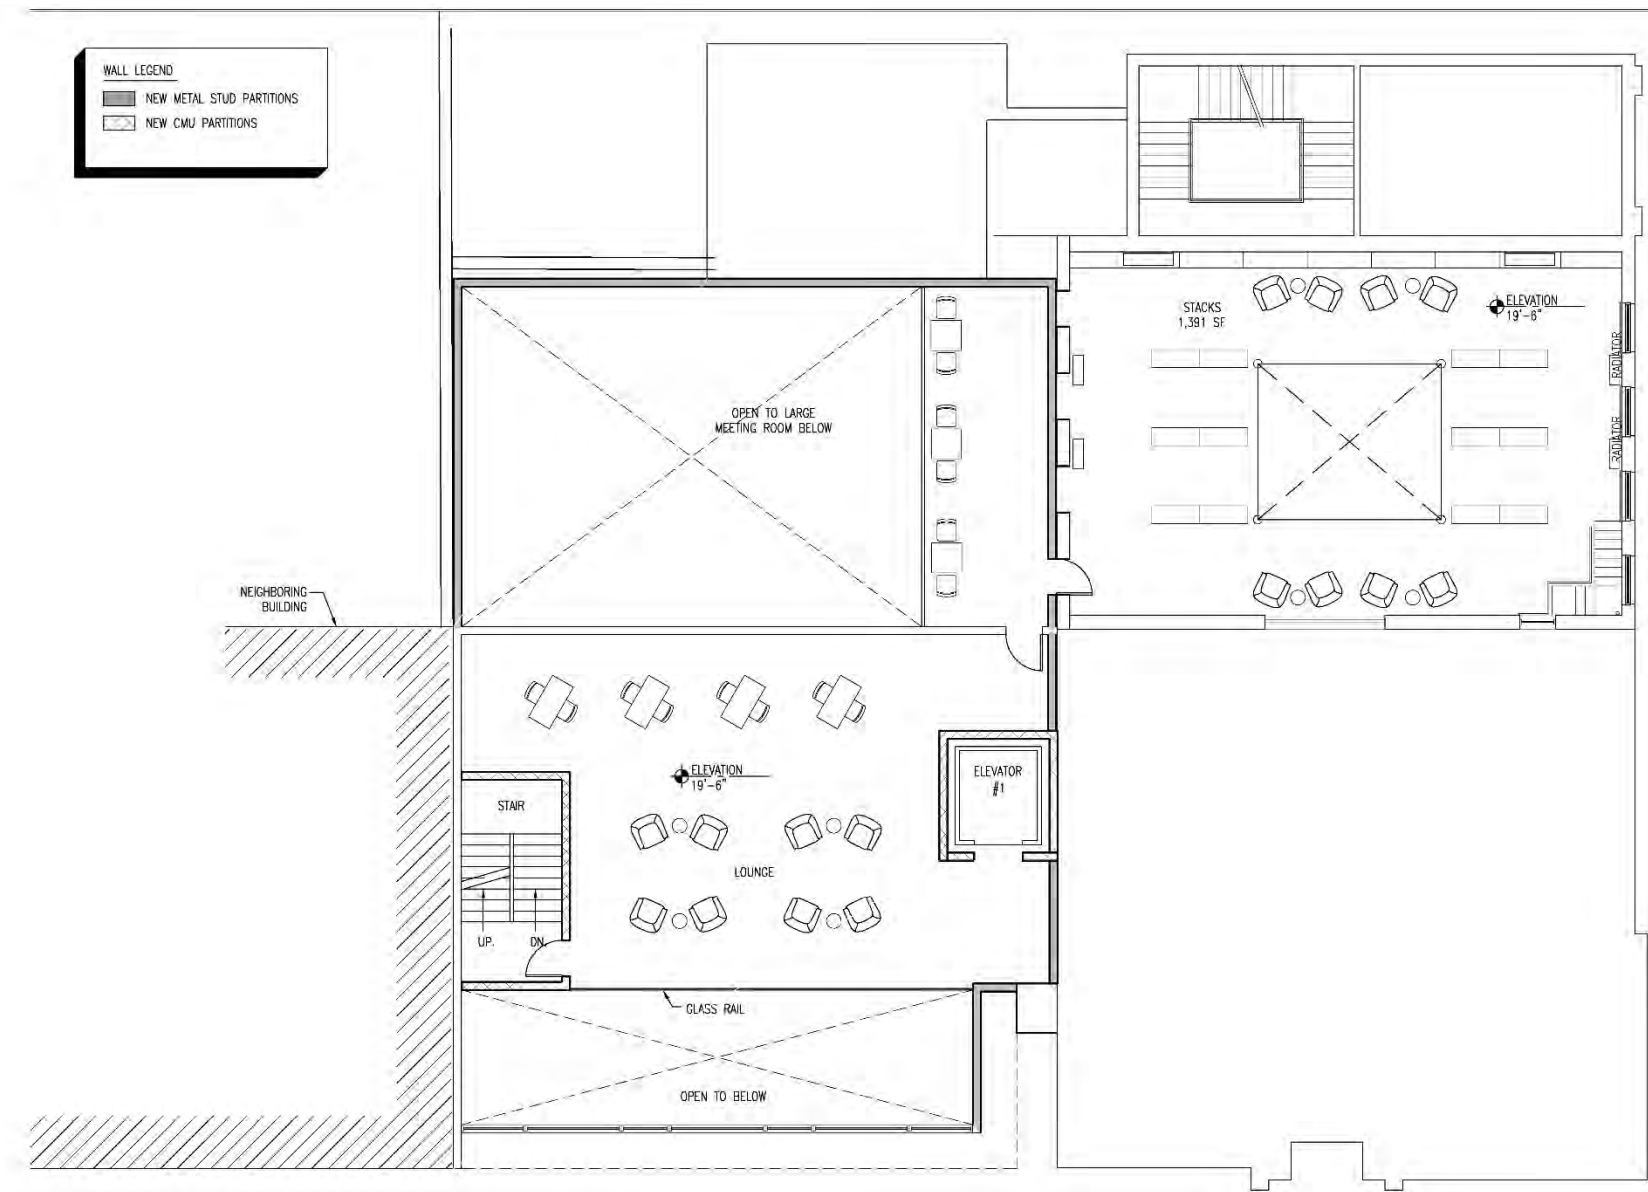 WALL LEGEND
NEW METAL STUD PARTITIONS
NEW CMU PARTITIONS
STACKS
1,391 SF
ELEVATION
19'-6"
RADIATOR
RADIATOR
OPEN TO LARGE
MEETING ROOM BELOW
NEIGHBORING
BUILDING
ELEVATION
19'-6"
ELEVATOR
#1
STAIR
LOUNGE
UP.
DN.
GLASS RAIL
OPEN TO BELOW